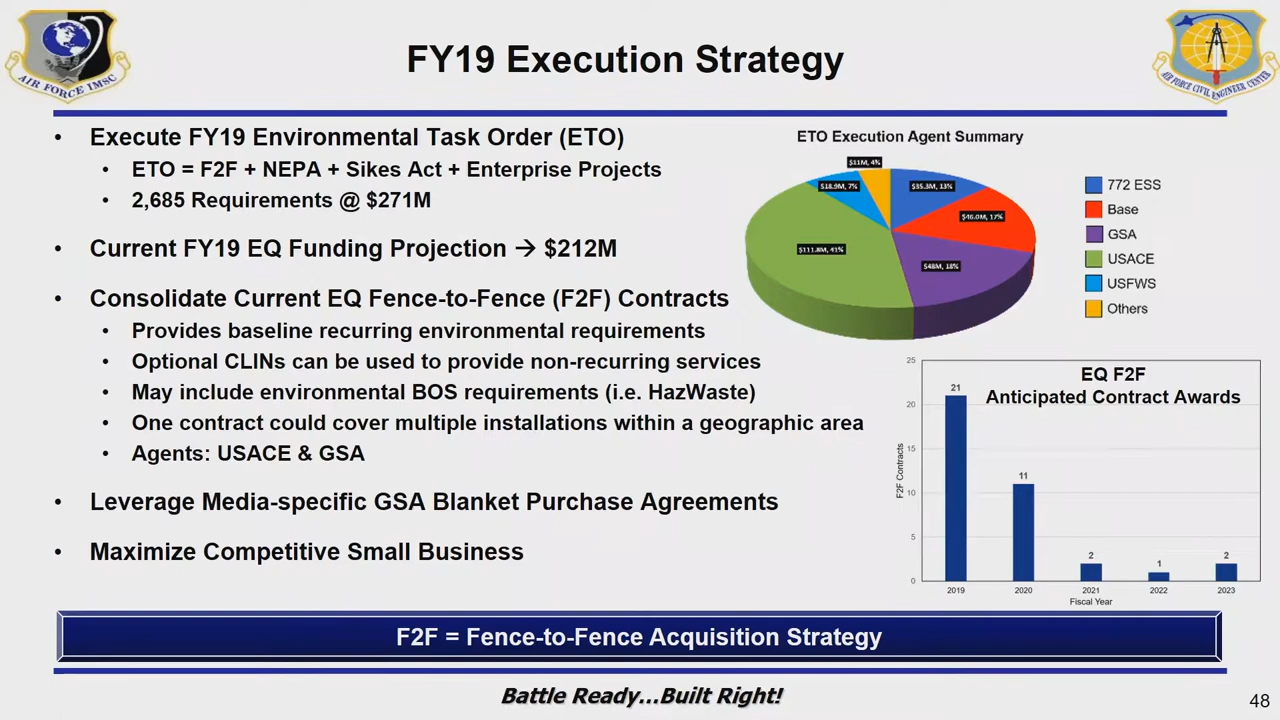 AIR FORCE IMSC
FY19 Execution Strategy
AIR FORCE CIVIL ENGINEER CENTER
• Execute FY19 Environmental Task Order (ETO)
• ETO = F2F + NEPA + Sikes Act + Enterprise Projects
• 2,685 Requirements @ $271M
• Current FY19 EQ Funding Projection → $212M
• Consolidate Current EQ Fence-to-Fence (F2F) Contracts
• Provides baseline recurring environmental requirements
• Optional CLINs can be used to provide non-recurring services
• May include environmental BOS requirements (i.e. HazWaste)
• One contract could cover multiple installations within a geographic area
• Agents: USACE & GSA
• Leverage Media-specific GSA Blanket Purchase Agreements
• Maximize Competitive Small Business
ETO Execution Agent Summary
$11M, 4%
$18.9M, 7%
$35.3M, 13%
$46.0M, 17%
$111.8M, 41%
$48M, 18%
772 ESS
Base
GSA
USACE
USFWS
Others
EQ F2F
Anticipated Contract Awards
F2F Contracts
25
20
15
10
5
0
21
11
2
1
2
2019
2020
2021
2022
2023
Fiscal Year
F2F = Fence-to-Fence Acquisition Strategy
Battle Ready...Built Right!
48